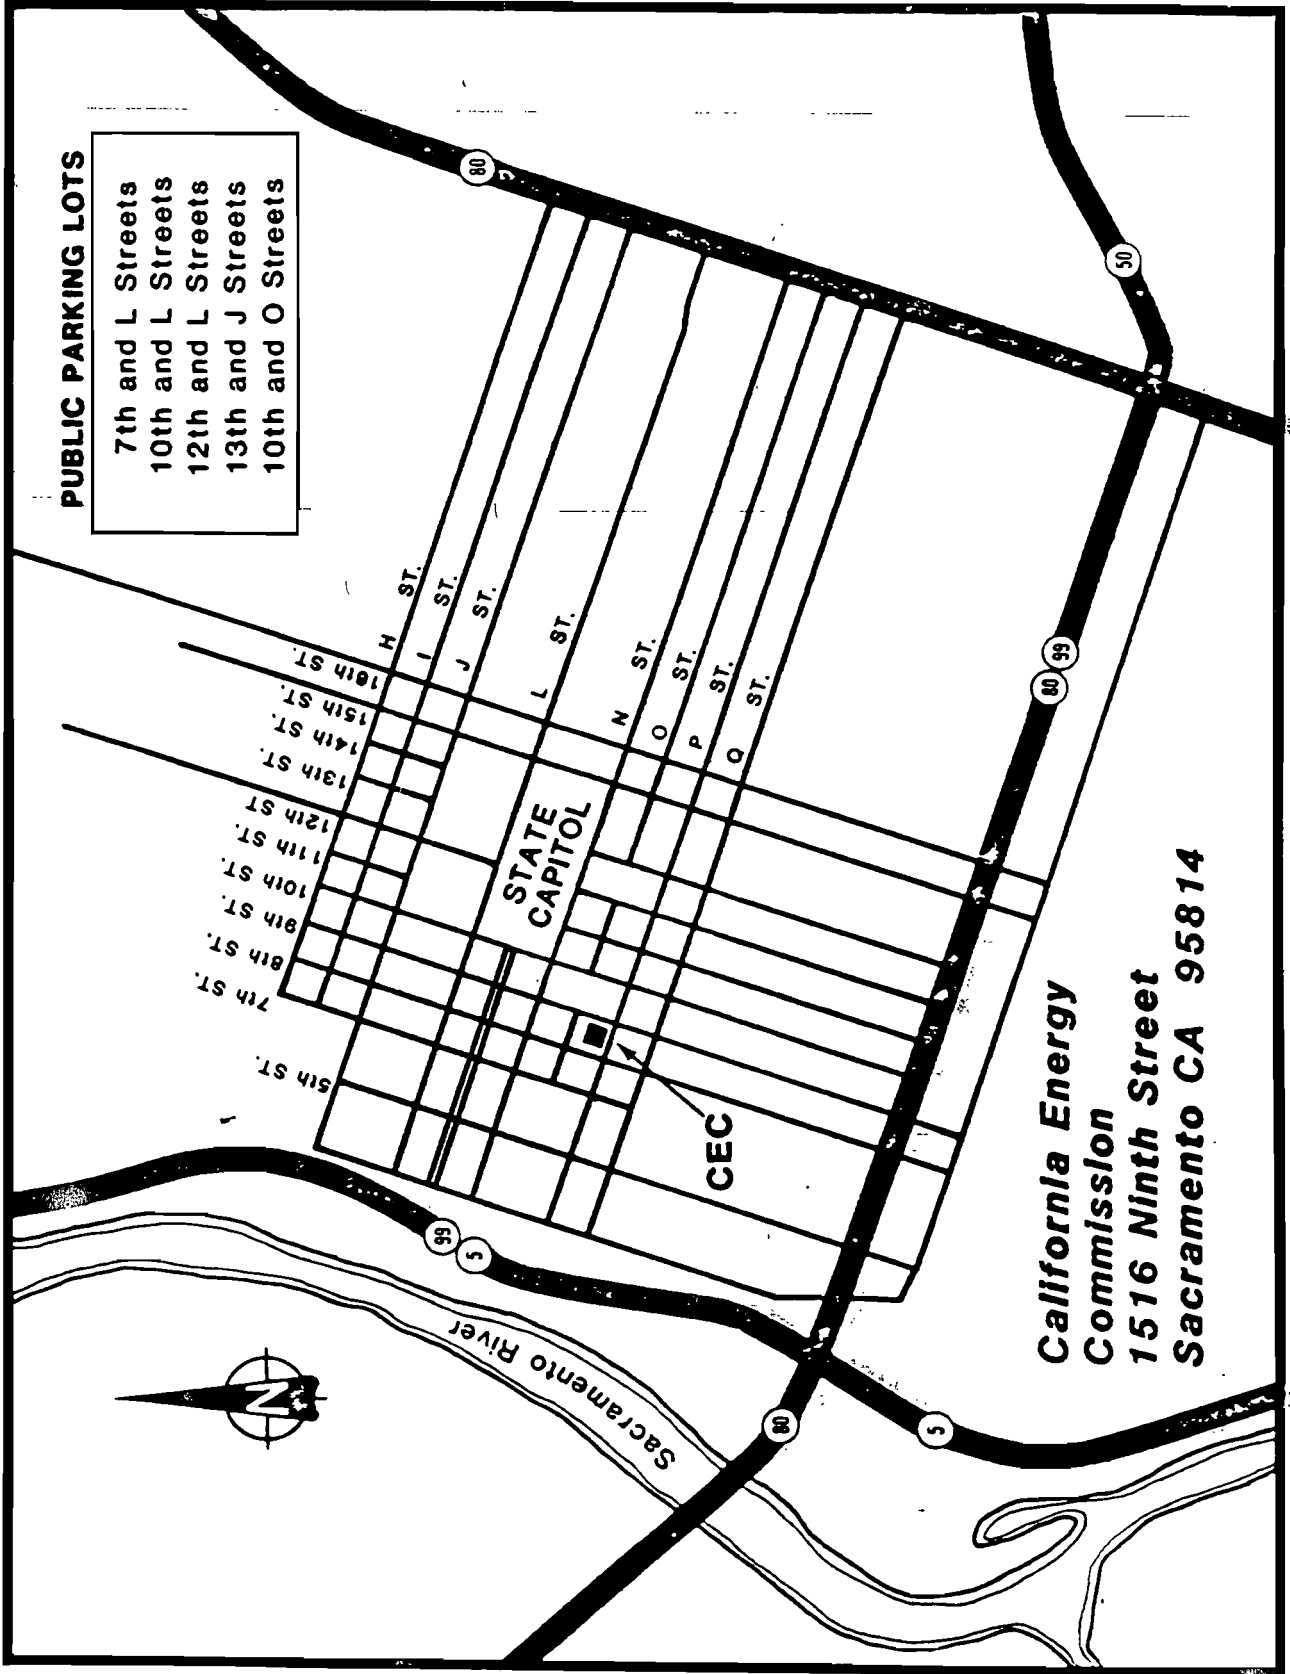 PUBLIC PARKING LOTS
7th and L Streets
10th and L Streets
12th and L Streets
13th and J Streets
10th and O Streets
80
50
16th ST.
15th ST.
14th ST.
13th ST.
12th ST
11th ST.
10th ST
9th ST.
8th ST.
7th ST.
5th ST.
H ST.
I ST.
J ST.
L ST.
N ST.
O ST.
P ST.
Q ST.
STATE
CAPITOL
CEC
80
99
99
5
80
5
Sacramento River
N
California Energy
Commission
1516 Ninth Street
Sacramento CA 95814